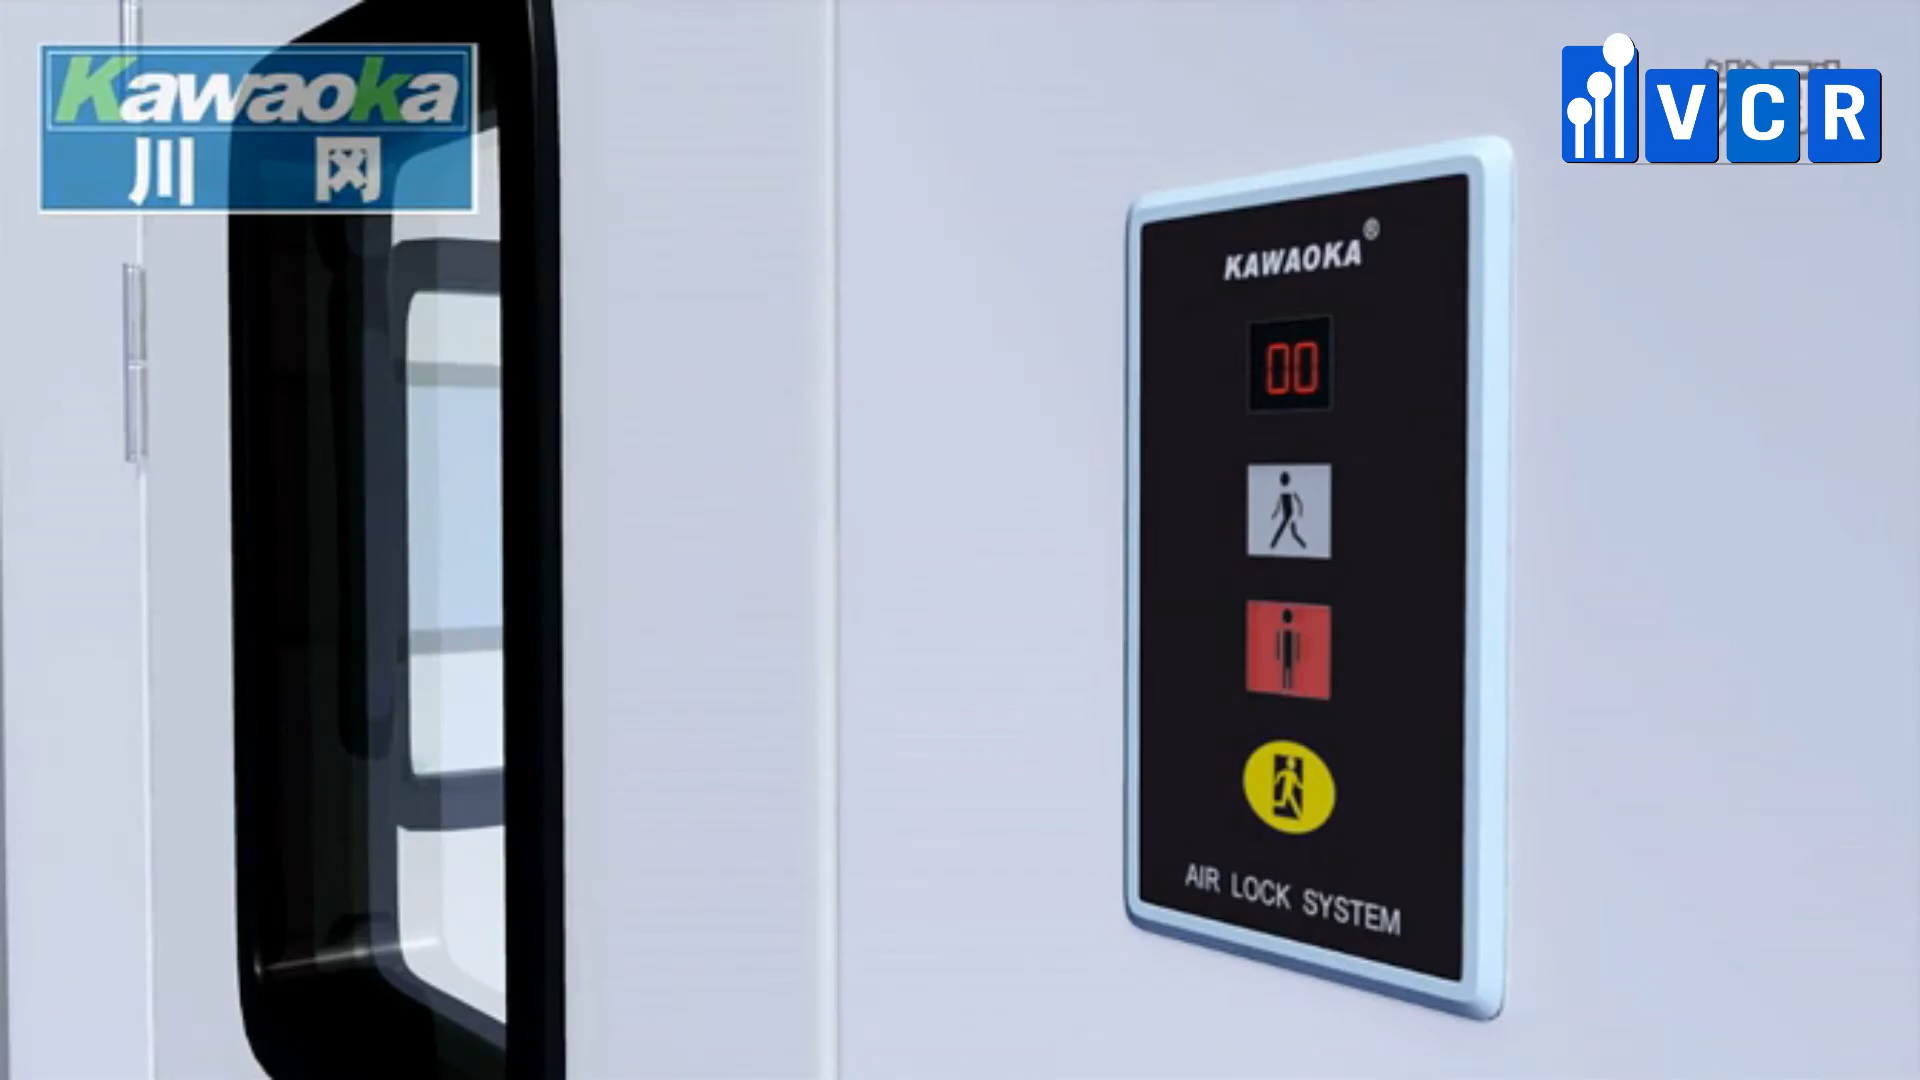 Kawaoka
川 冈
VCR
KAWAOKA®
00
AIR LOCK SYSTEM